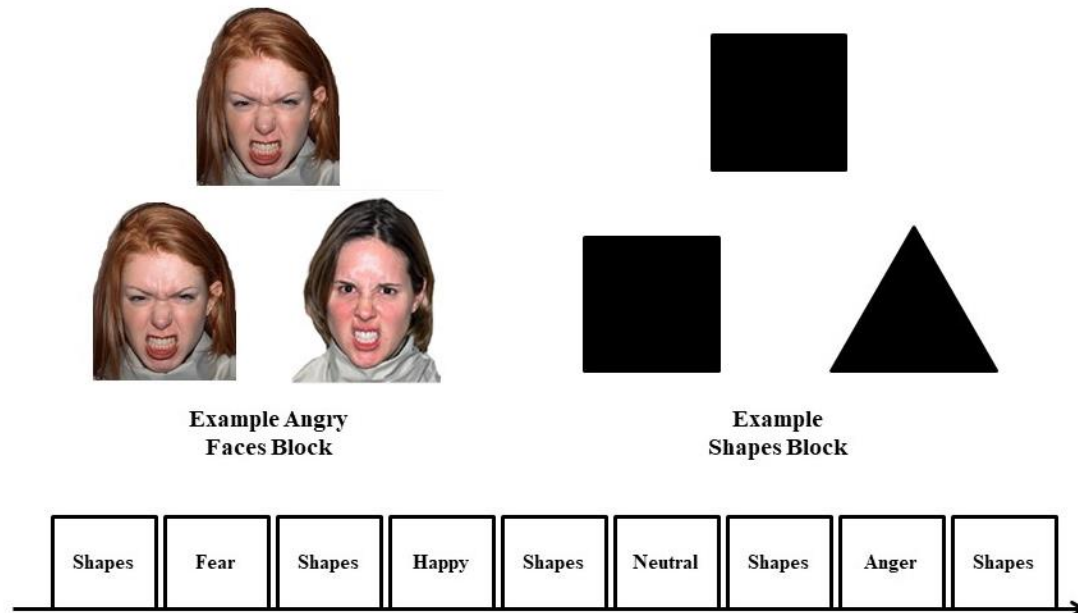 Example Angry
Faces Block
Example
Shapes Block
Shapes
Fear
Shapes
Happy
Shapes
Neutral
Shapes
Anger
Shapes